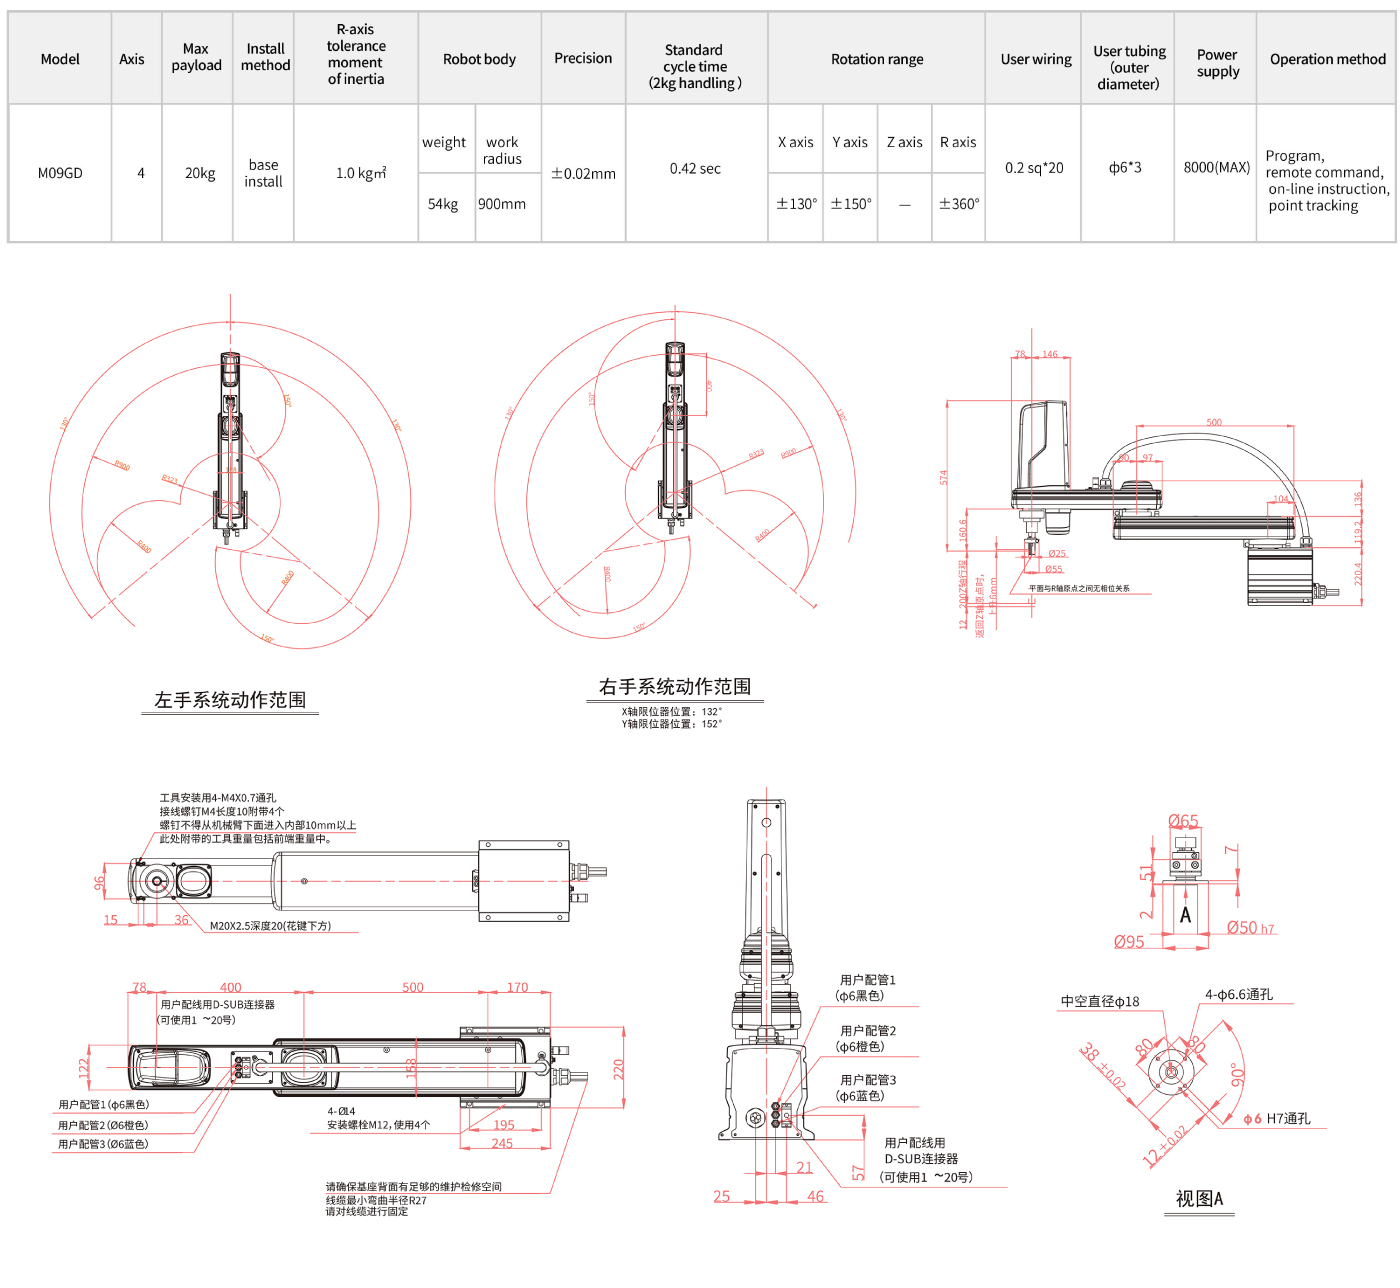 Model
Axis
Max
payload
Install
method
R-axis
tolerance
moment
of inertia
Robot body
Precision
Standard
cycle time
(2kg handling )
Rotation range
User wiring
User tubing
(outer
diameter)
Power
supply
Operation method
M09GD
4
20kg
base
install
1.0 kg㎡
weight
work
radius
54kg
900mm
±0.02mm
0.42 sec
X axis
Y axis
Z axis
R axis
±130°
±150°
—
±360°
0.2 sq*20
ф6*3
8000(MAX)
Program,
remote command,
on-line instruction,
point tracking
130°
130°
150°
R900
R323
R400
R400
150°
左手系统动作范围
130°
130°
150°
400
R323
R900
R400
R400
150°
右手系统动作范围
X轴限位器位置: 132°
Y轴限位器位置: 152°
78
146
574
500
90
97
104
136
119.2
220.4
160.6
Ø25
Ø55
平面与R轴原点之间无相位关系
200Z轴行程
12
返回Z轴原点时,
上升6mm
工具安装用4-M4X0.7通孔
接线螺钉M4长度10附带4个
螺钉不得从机械臂下面进入内部10mm以上
此处附带的工具重量包括前端重量中。
96
15
36
M20X2.5深度20(花键下方)
78
400
500
170
用户配线用D-SUB连接器
(可使用1 ~20号)
122
158
220
用户配管1(ф6黑色)
用户配管2(Ø6橙色)
用户配管3(Ø6蓝色)
4-Ø14
安装螺栓M12,使用4个
195
245
请确保基座背面有足够的维护检修空间
线缆最小弯曲半径R27
请对线缆进行固定
用户配管1
(ф6黑色)
用户配管2
(ф6橙色)
用户配管3
(ф6蓝色)
用户配线用
D-SUB连接器
(可使用1 ~20号)
57
21
25
46
Ø65
7
51
2
A
Ø50 h7
Ø95
中空直径ф18
4-ф6.6通孔
80
38 ±0.02
90°
ф6 H7通孔
12±0.02
视图A